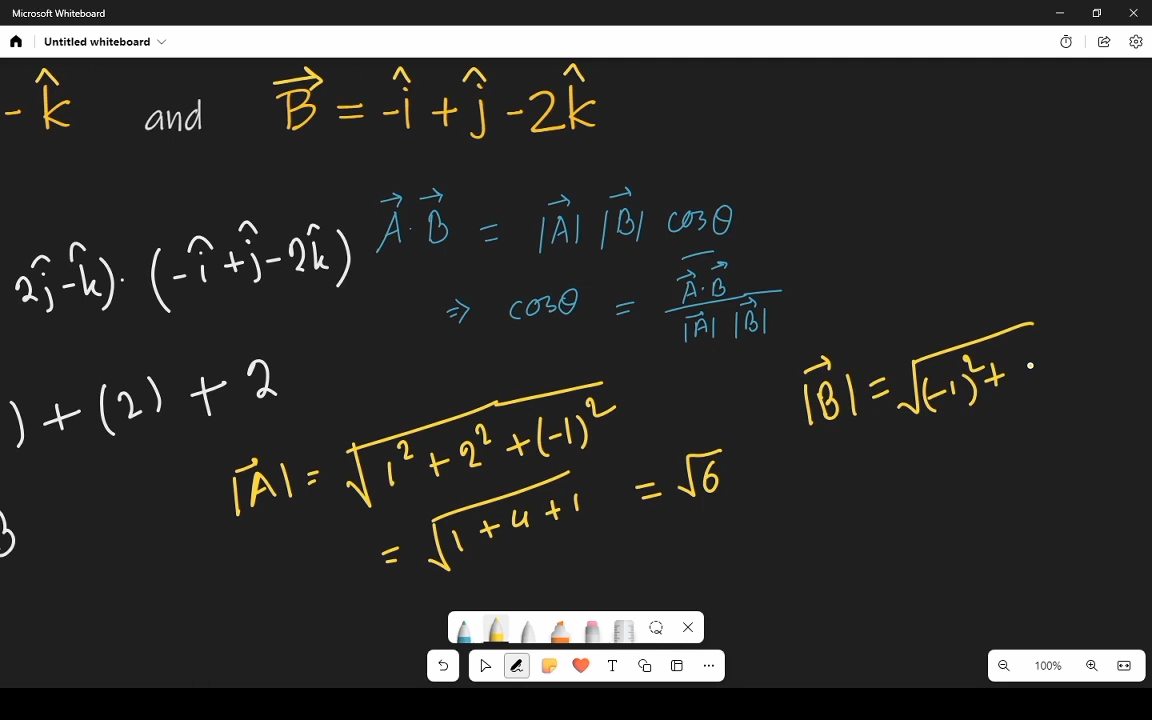 Microsoft Whiteboard
Untitled whiteboard
- k̂ and B⃗ = -î + ĵ - 2k̂
A⃗ · B⃗ = |A⃗| |B⃗| cosθ
2ĵ - k̂) · (-î + ĵ - 2k̂)
⇒ cosθ = A⃗ · B⃗ / |A⃗| |B⃗|
) + (2) + 2
|B⃗| = √((-1)² +
|A⃗| = √(1² + 2² + (-1)²)
= √(1 + 4 + 1) = √6
3
T
100%